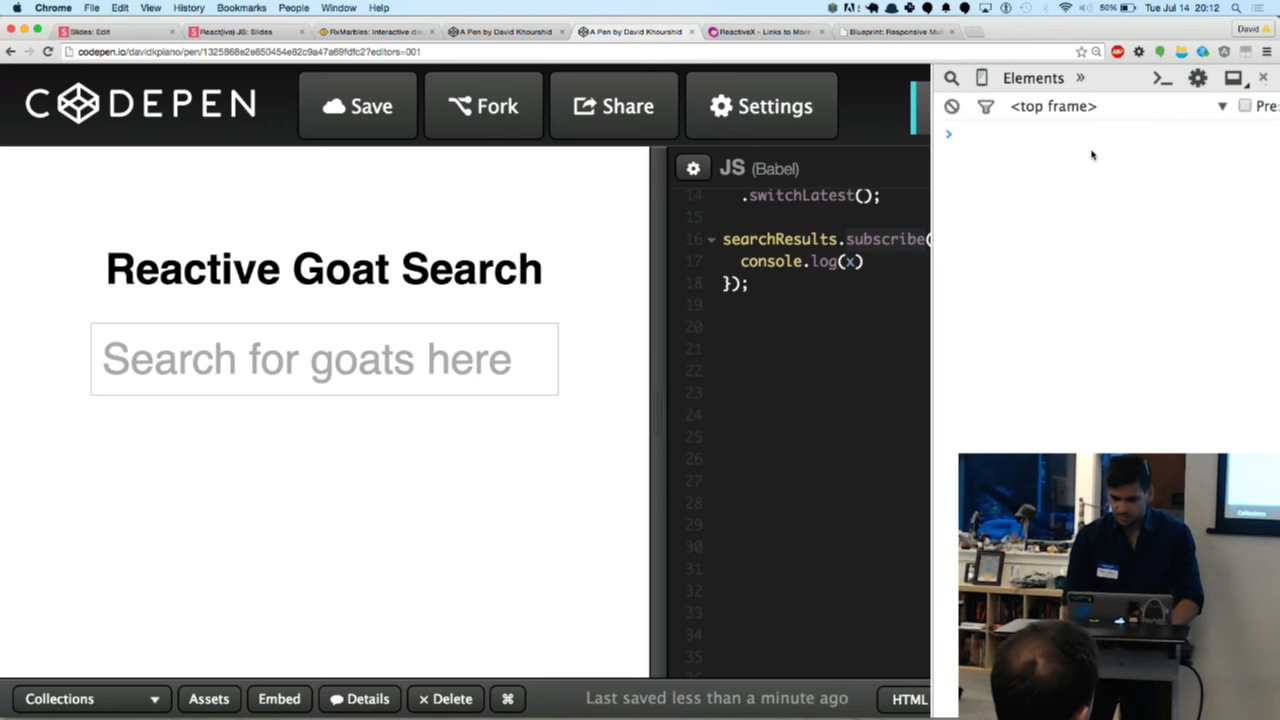 Chrome File Edit View History Bookmarks People Window Help 50% Tue Jul 14 20:12
Slides: Edit React(ive) JS: Slides RxMarbles: Interactive dia A Pen by David Khourshid A Pen by David Khourshid ReactiveX - Links to More Blueprint: Responsive Mul David
codepen.io/davidkpiano/pen/1325868e2e650454e82c9a47a69fdfc2?editors=001
CODEPEN Save Fork Share Settings
Elements »
<top frame> Pre
JS (Babel)
14 .switchLatest();
15
16 searchResults.subscribe(
17 console.log(x)
18 });
19
20
21
22
23
24
25
26
27
28
29
30
31
32
33
34
35
Reactive Goat Search
Search for goats here
Collections Assets Embed Details × Delete ⌘ Last saved less than a minute ago HTML